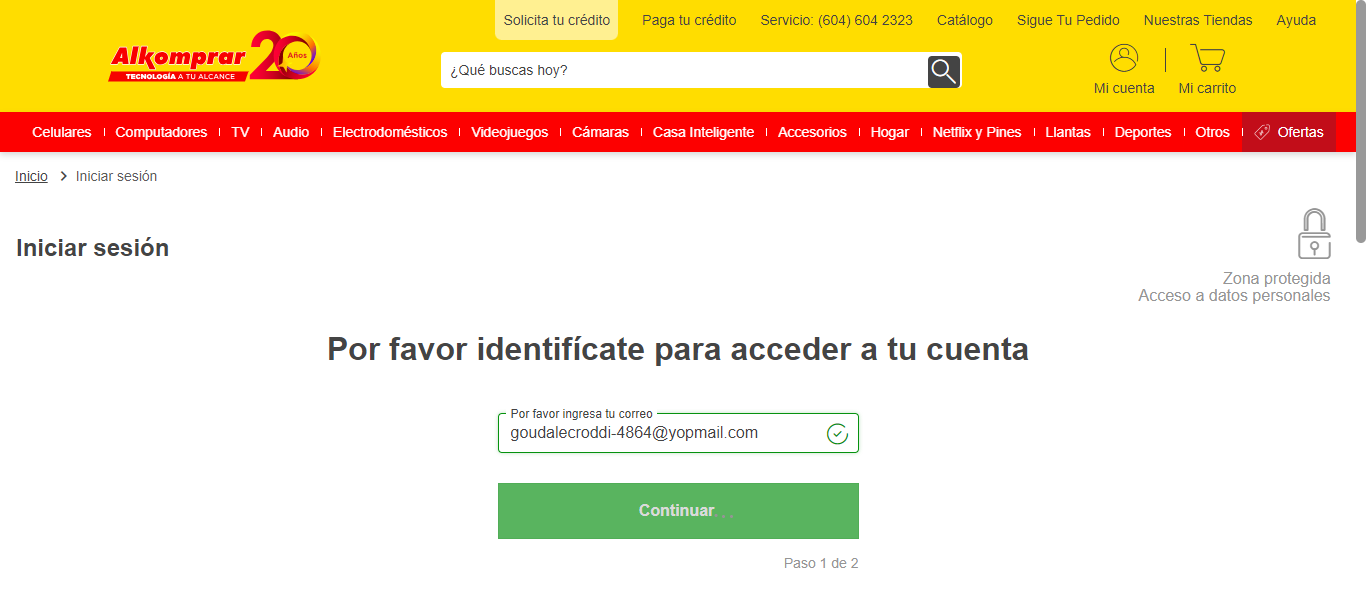 Solicita tu crédito Paga tu crédito Servicio: (604) 604 2323 Catálogo Sigue Tu Pedido Nuestras Tiendas Ayuda
Alkomprar 20 Años
TECNOLOGÍA A TU ALCANCE
¿Qué buscas hoy?
Mi cuenta Mi carrito
Celulares Computadores TV Audio Electrodomésticos Videojuegos Cámaras Casa Inteligente Accesorios Hogar Netflix y Pines Llantas Deportes Otros Ofertas
Inicio Iniciar sesión
Iniciar sesión
Zona protegida
Acceso a datos personales
Por favor identifícate para acceder a tu cuenta
Por favor ingresa tu correo
goudalecroddi-4864@yopmail.com
Continuar...
Paso 1 de 2